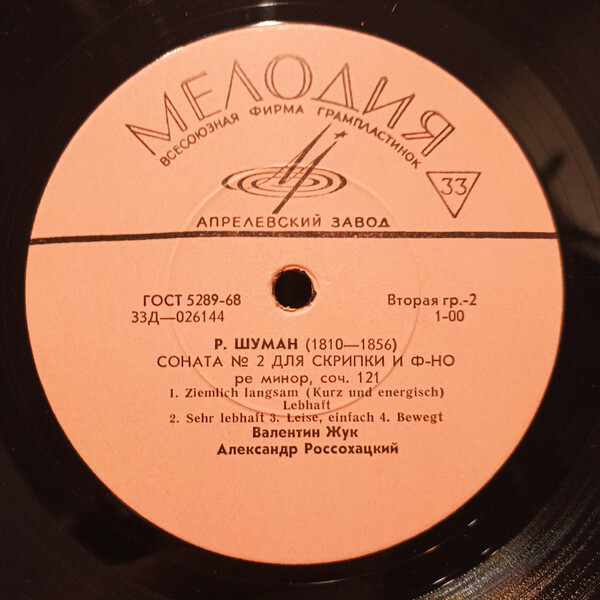 МЕЛОДИЯ
ВСЕСОЮЗНАЯ ФИРМА ГРАМПЛАСТИНОК
33
АПРЕЛЕВСКИЙ ЗАВОД
ГОСТ 5289-68 Вторая гр.-2
33Д—026144 1-00
Р. ШУМАН (1810—1856)
СОНАТА № 2 ДЛЯ СКРИПКИ И Ф-НО
ре минор, соч. 121
1. Ziemlich langsam (Kurz und energisch)
Lebhaft
2. Sehr lebhaft 3. Leise, einfach 4. Bewegt
Валентин Жук
Александр Россохацкий